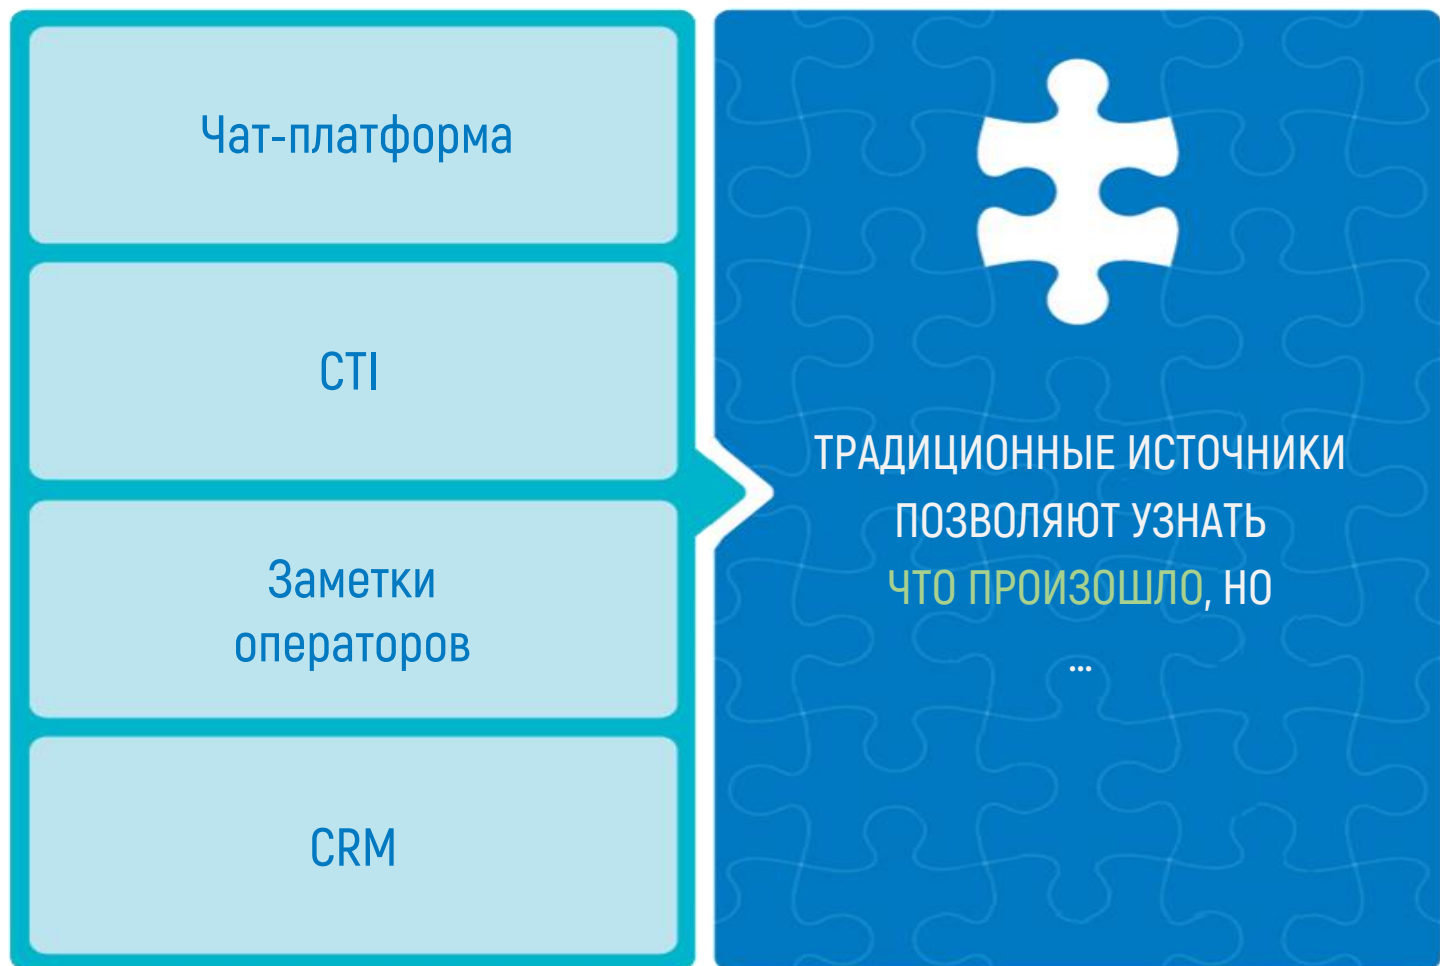 Чат-платформа
CTI
Заметки
операторов
CRM
ТРАДИЦИОННЫЕ ИСТОЧНИКИ
ПОЗВОЛЯЮТ УЗНАТЬ
ЧТО ПРОИЗОШЛО, НО
...